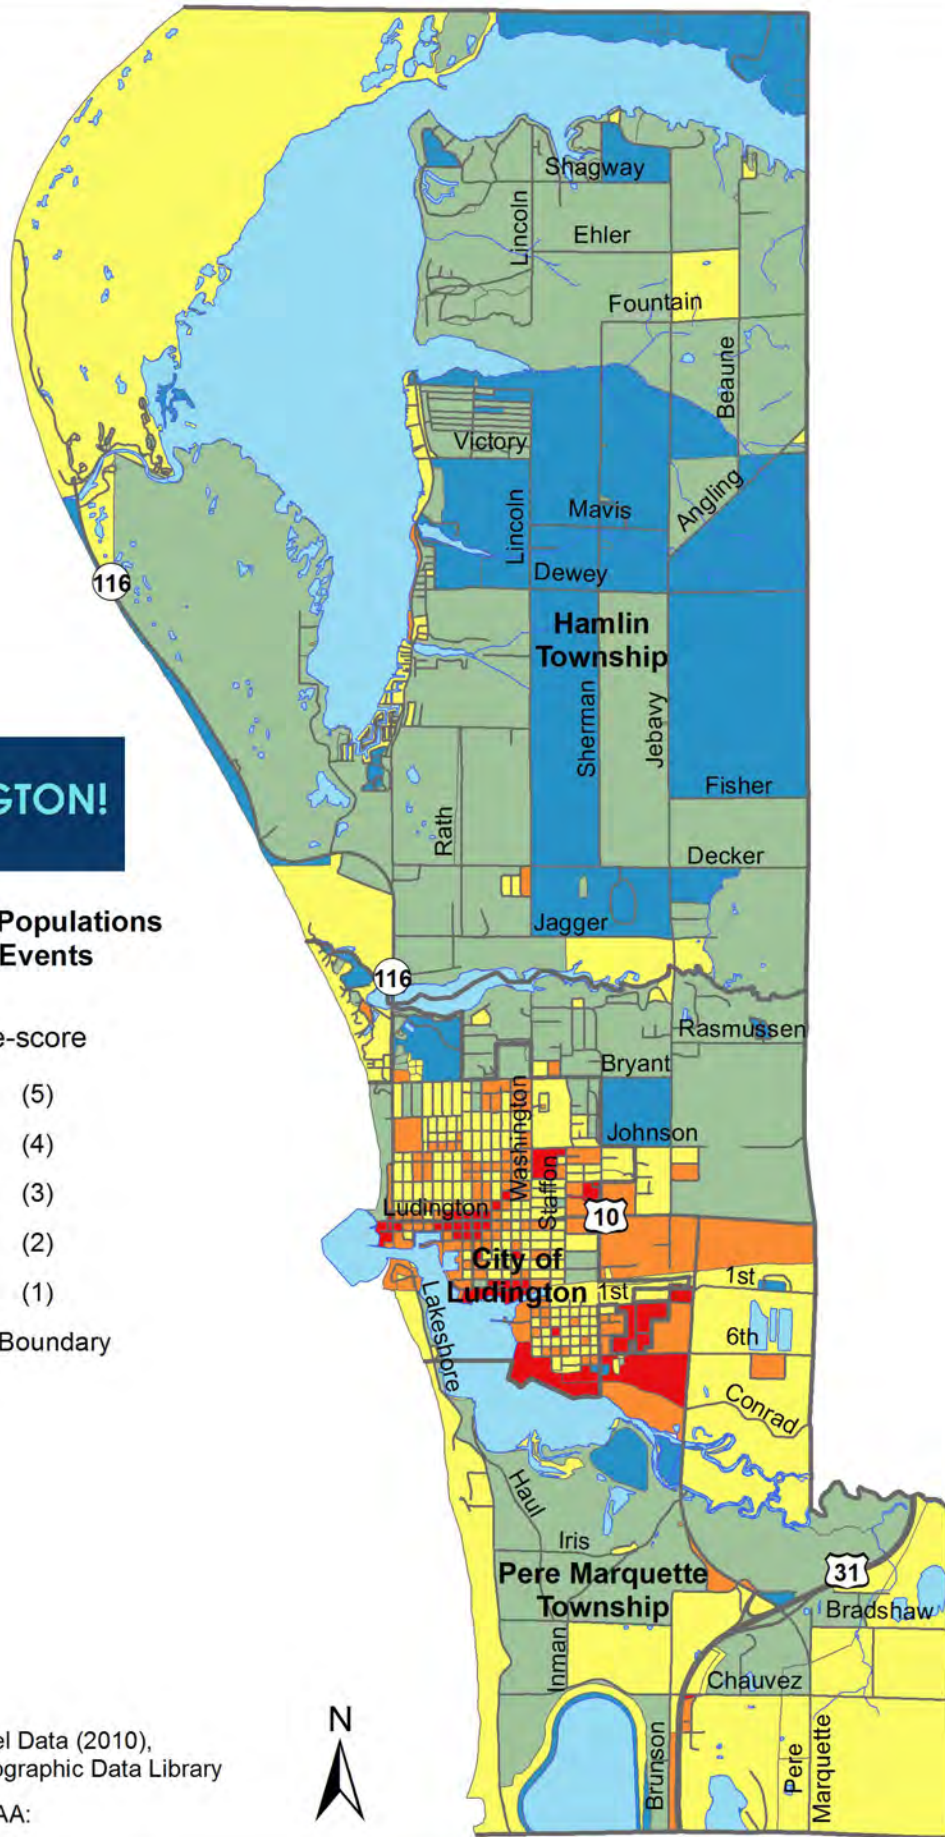 Shagway
Lincoln
Ehler
Fountain
Beaune
Victory
Angling
Mavis
Lincoln
Dewey
116
Hamlin
Township
Sherman
Jebavy
GTON!
Fisher
Rath
Decker
Populations
Events
Jagger
116
e-score
Rasmussen
Bryant
(5)
Washington
Johnson
(4)
Staffon
(3)
Ludington
10
(2)
City of
Ludington
1st
1st
(1)
Lakeshore
6th
Boundary
Conrad
Haul
Iris
Pere Marquette
Township
31
Bradshaw
Inman
Chauvez
N
Brunson
Pere
Marquette
el Data (2010),
ographic Data Library
AA: